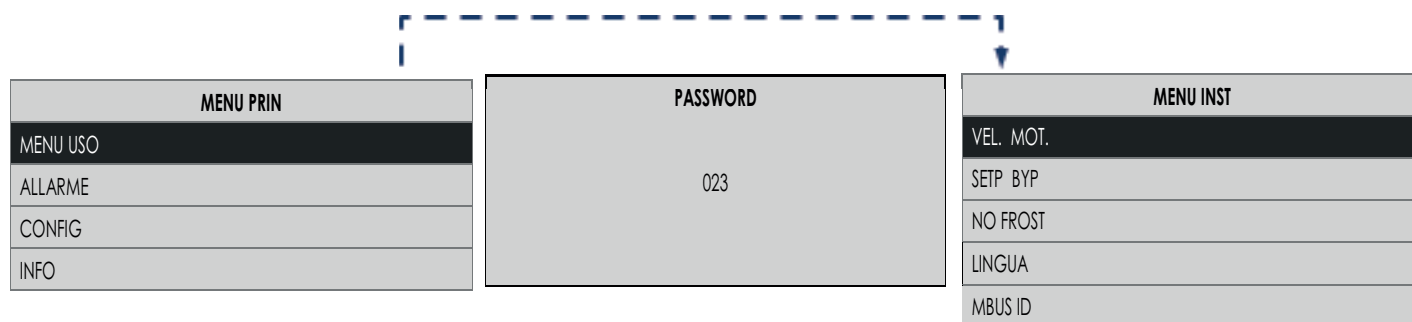 MENU PRIN
MENU USO
ALLARME
CONFIG
INFO
PASSWORD
023
MENU INST
VEL. MOT.
SETP BYP
NO FROST
LINGUA
MBUS ID